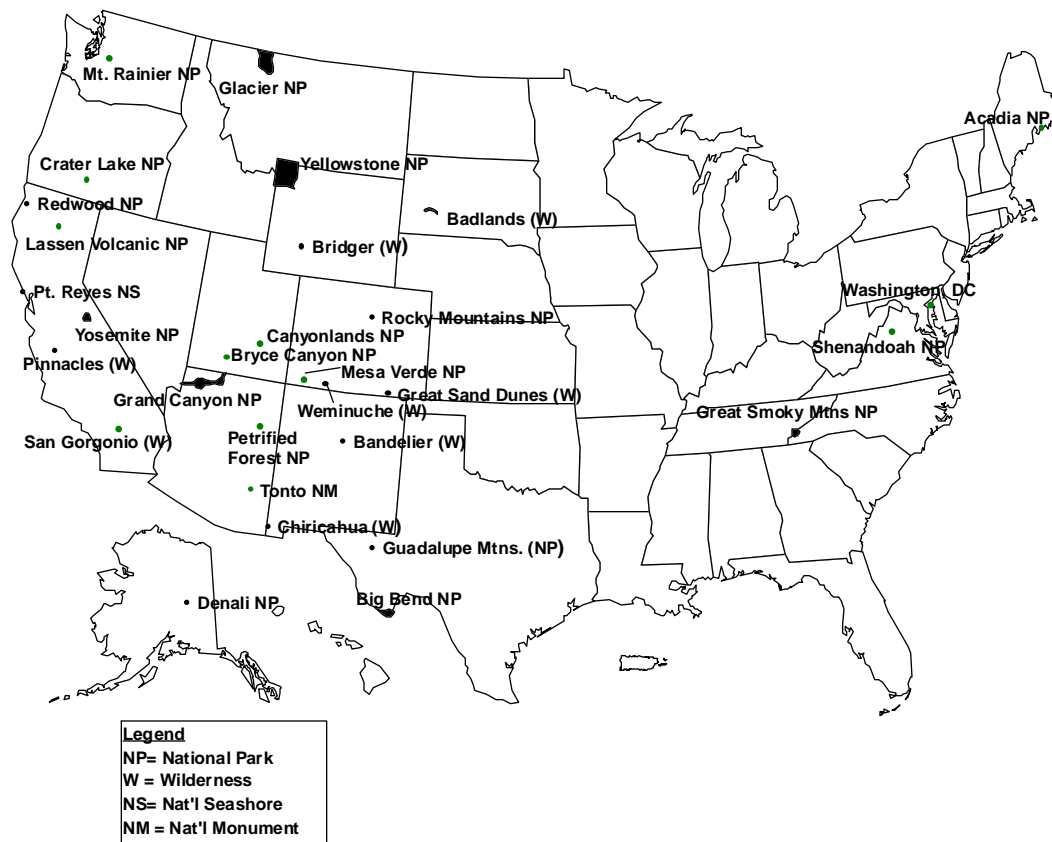 Mt. Rainier NP
Glacier NP
Acadia NP
Crater Lake NP
Yellowstone NP
Redwood NP
Badlands (W)
Lassen Volcanic NP
Bridger (W)
Pt. Reyes NS
Washington, DC
Rocky Mountains NP
Yosemite NP
Canyonlands NP
Shenandoah NP
Bryce Canyon NP
Pinnacles (W)
Mesa Verde NP
Grand Canyon NP
Great Sand Dunes (W)
Weminuche (W)
Great Smoky Mtns NP
San Gorgonio (W)
Petrified
Forest NP
Bandelier (W)
Tonto NM
Chiricahua (W)
Guadalupe Mtns. (NP)
Denali NP
Big Bend NP
Legend
NP= National Park
W = Wilderness
NS= Nat'l Seashore
NM = Nat'l Monument